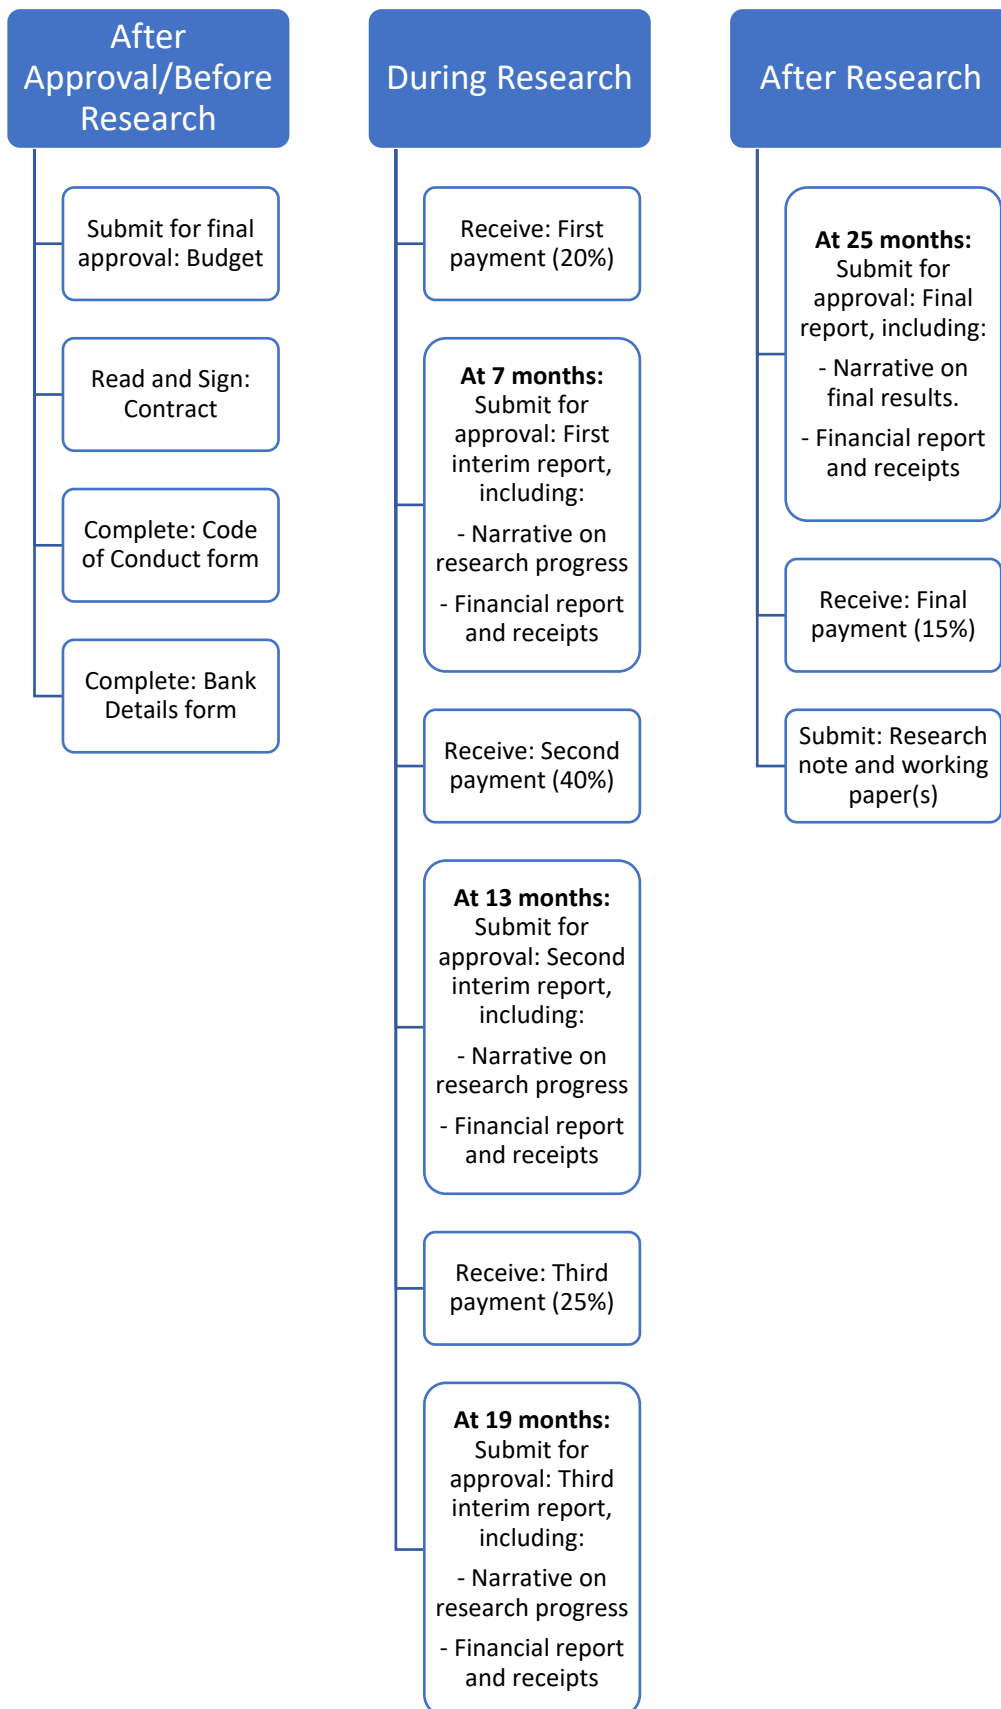 After
Approval/Before
Research
Submit for final
approval: Budget
Read and Sign:
Contract
Complete: Code
of Conduct form
Complete: Bank
Details form
During Research
Receive: First
payment (20%)
At 7 months:
Submit for
approval: First
interim report,
including:
- Narrative on
research progress
- Financial report
and receipts
Receive: Second
payment (40%)
At 13 months:
Submit for
approval: Second
interim report,
including:
- Narrative on
research progress
- Financial report
and receipts
Receive: Third
payment (25%)
At 19 months:
Submit for
approval: Third
interim report,
including:
- Narrative on
research progress
- Financial report
and receipts
After Research
At 25 months:
Submit for
approval: Final
report, including:
- Narrative on
final results.
- Financial report
and receipts
Receive: Final
payment (15%)
Submit: Research
note and working
paper(s)